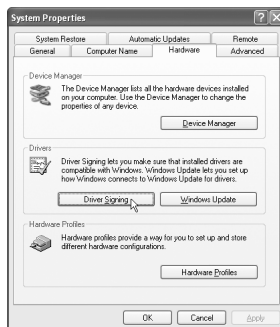 System Properties
System Restore Automatic Updates Remote
General Computer Name Hardware Advanced
Device Manager
The Device Manager lists all the hardware devices installed
on your computer. Use the Device Manager to change the
properties of any device.
Device Manager
Drivers
Driver Signing lets you make sure that installed drivers are
compatible with Windows. Windows Update lets you set up
how Windows connects to Windows Update for drivers.
Driver Signing Windows Update
Hardware Profiles
Hardware profiles provide a way for you to set up and store
different hardware configurations.
Hardware Profiles
OK Cancel Apply